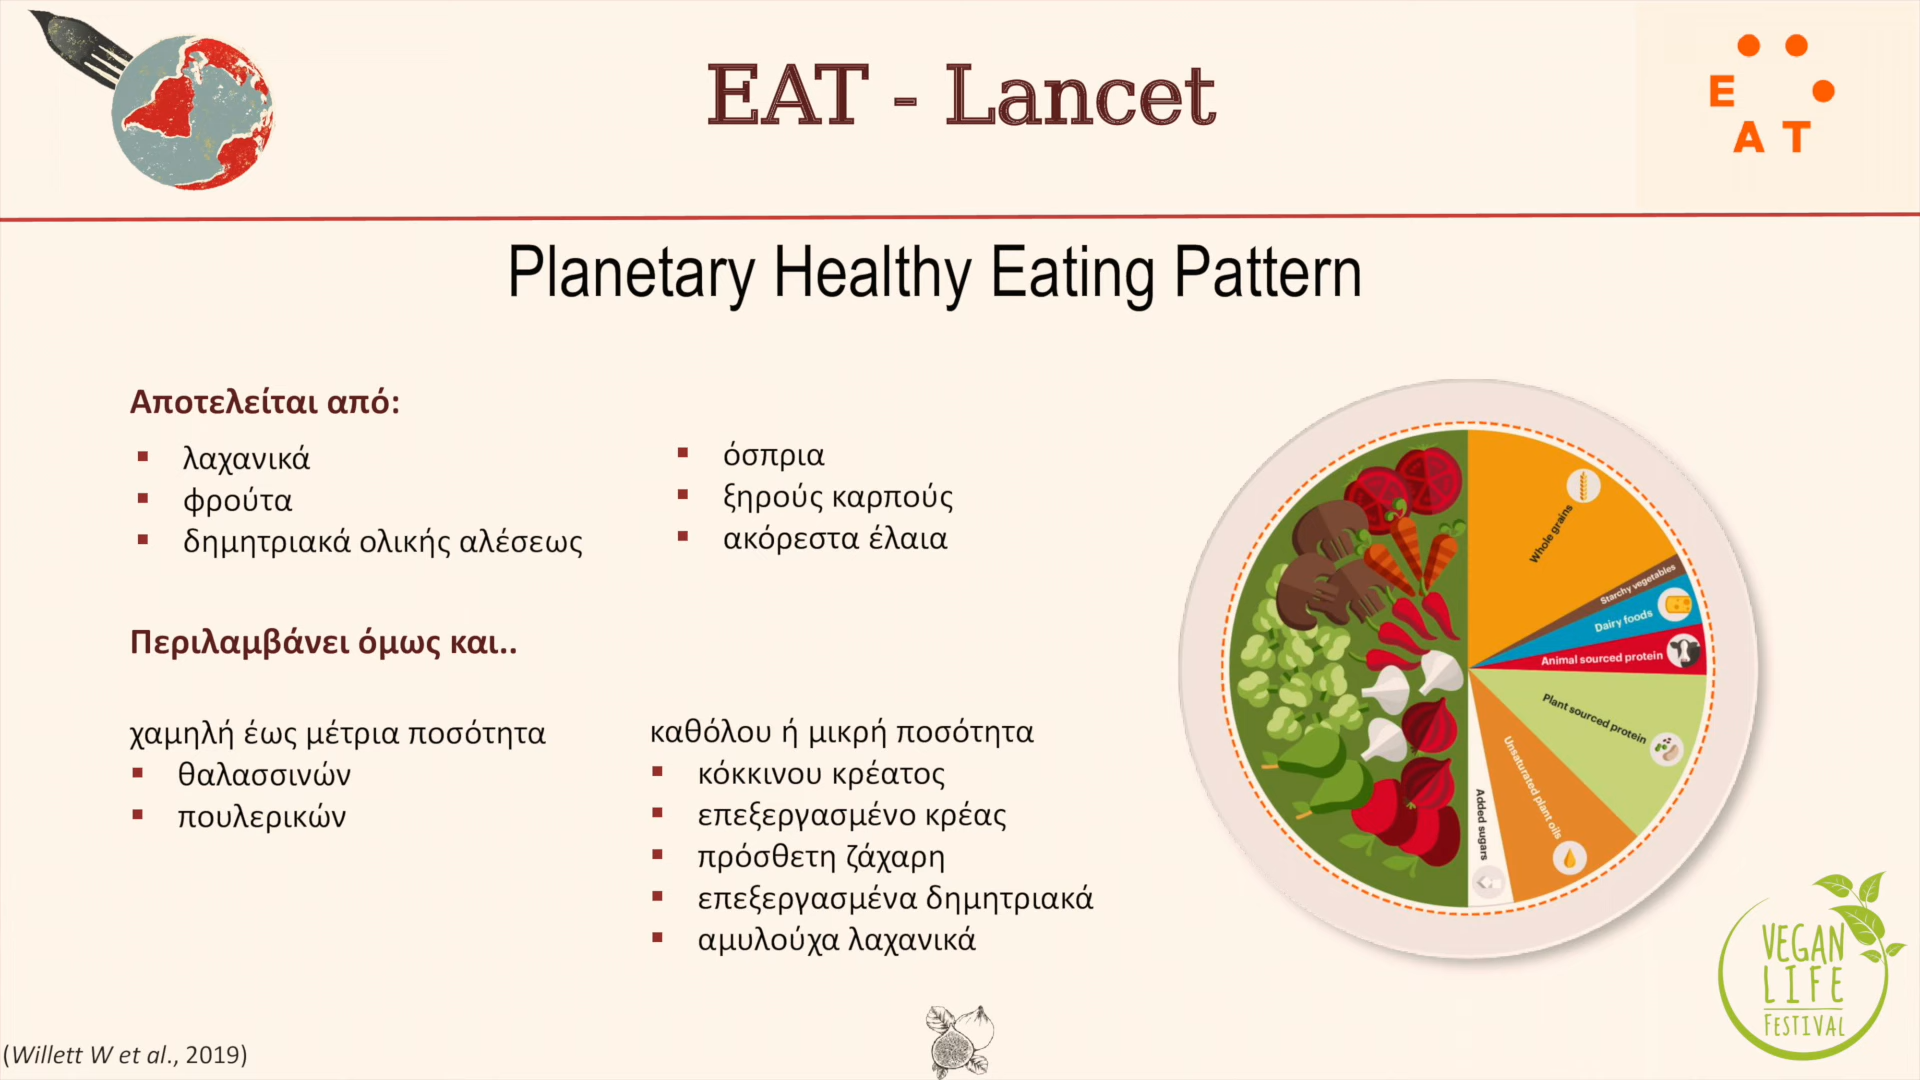 EAT - Lancet
E
A T
Planetary Healthy Eating Pattern
Αποτελείται από:
λαχανικά
φρούτα
δημητριακά ολικής αλέσεως
όσπρια
ξηρούς καρπούς
ακόρεστα έλαια
Περιλαμβάνει όμως και..
χαμηλή έως μέτρια ποσότητα
θαλασσινών
πουλερικών
καθόλου ή μικρή ποσότητα
κόκκινου κρέατος
επεξεργασμένο κρέας
πρόσθετη ζάχαρη
επεξεργασμένα δημητριακά
αμυλούχα λαχανικά
Whole grains
Starchy vegetables
Dairy foods
Animal sourced protein
Plant sourced protein
Unsaturated plant oils
Added sugars
VEGAN
LIFE
FESTIVAL
(Willett W et al., 2019)